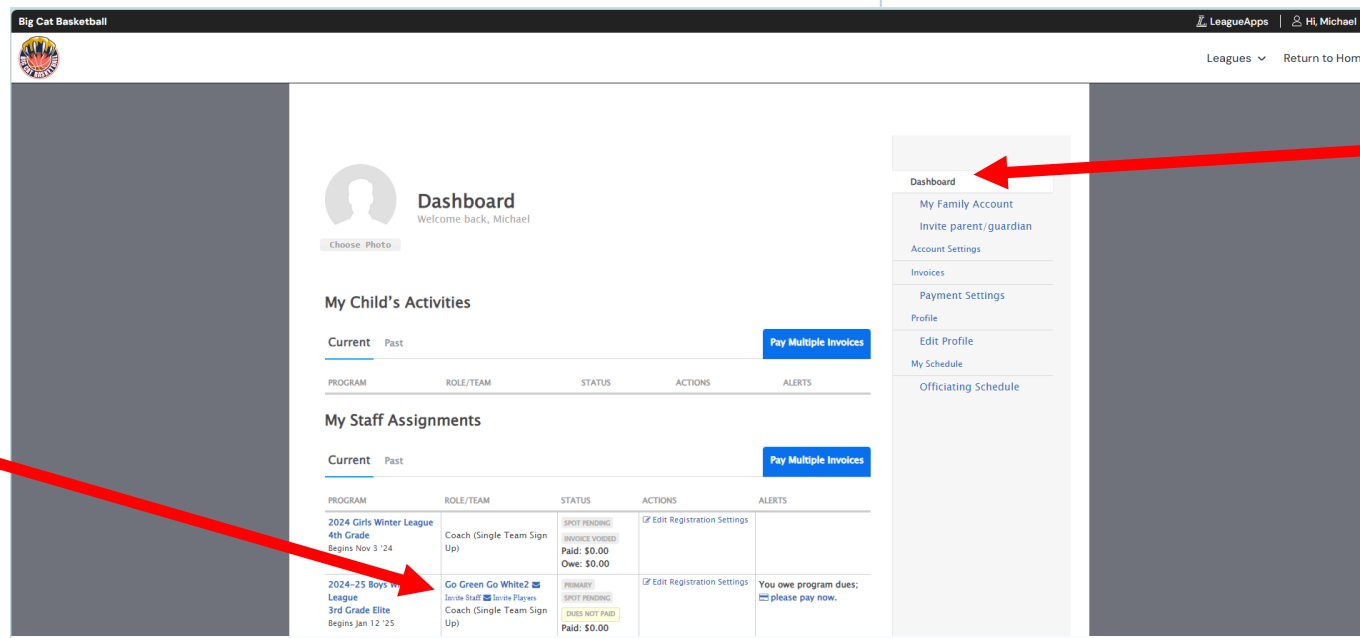 Big Cat Basketball
LeagueApps
Hi, Michael
BIG CAT BASKETBALL
Leagues
Return to Hom
Dashboard
Welcome back, Michael
Choose Photo
My Child's Activities
Current Past
Pay Multiple Invoices
PROGRAM ROLE/TEAM STATUS ACTIONS ALERTS
My Staff Assignments
Current Past
Pay Multiple Invoices
PROGRAM ROLE/TEAM STATUS ACTIONS ALERTS
2024 Girls Winter League
4th Grade
Begins Nov 3 '24
Coach (Single Team Sign
Up)
SPOT PENDING
INVOICE VOIDED
Paid: $0.00
Owe: $0.00
Edit Registration Settings
2024-25 Boys W
League
3rd Grade Elite
Begins Jan 12 '25
Go Green Go White2
Invite Staff Invite Players
Coach (Single Team Sign
Up)
PRIMARY
SPOT PENDING
DUES NOT PAID
Paid: $0.00
Edit Registration Settings
You owe program dues;
please pay now.
Dashboard
My Family Account
Invite parent/guardian
Account Settings
Invoices
Payment Settings
Profile
Edit Profile
My Schedule
Officiating Schedule